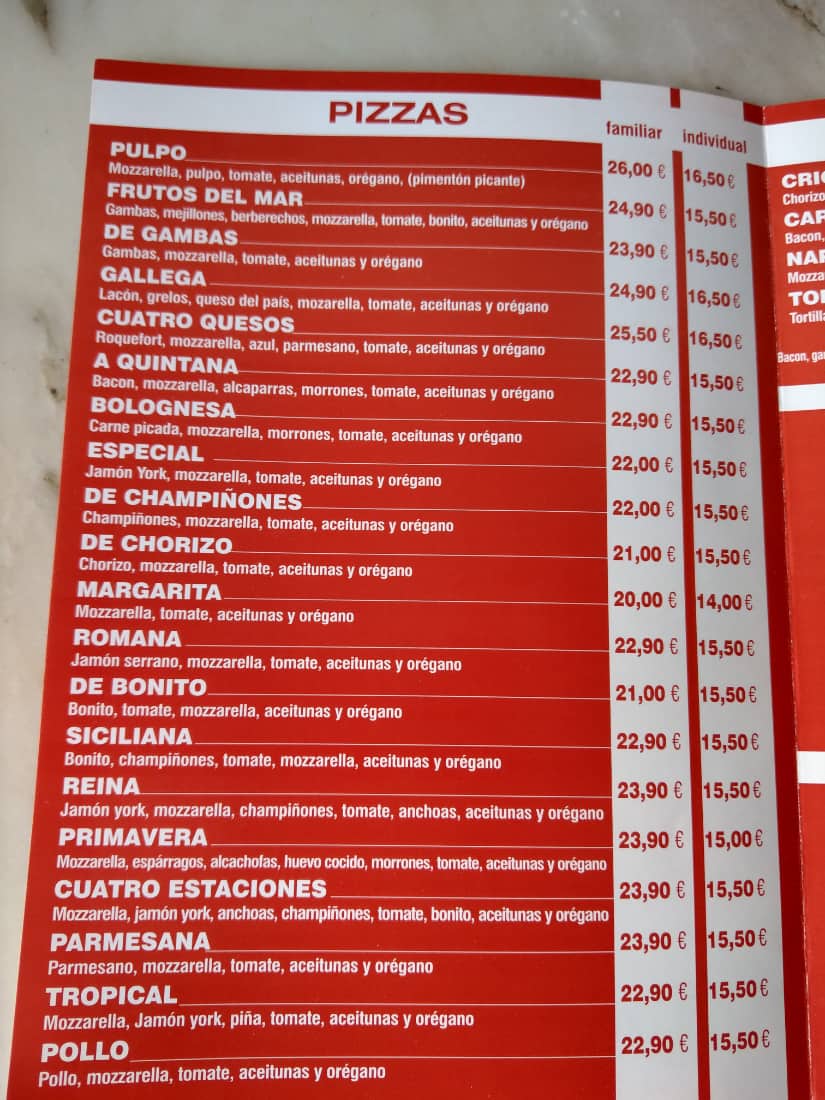 PIZZAS
familiar individual
PULPO 26,00 € 16,50 €
Mozzarella, pulpo, tomate, aceitunas, orégano, (pimentón picante)
FRUTOS DEL MAR 24,90 € 15,50 €
Gambas, mejillones, berberechos, mozzarella, tomate, bonito, aceitunas y orégano
DE GAMBAS 23,90 € 15,50 €
Gambas, mozzarella, tomate, aceitunas y orégano
GALLEGA 24,90 € 16,50 €
Lacón, grelos, queso del país, mozarella, tomate, aceitunas y orégano
CUATRO QUESOS 25,50 € 16,50 €
Roquefort, mozzarella, azul, parmesano, tomate, aceitunas y orégano
A QUINTANA 22,90 € 15,50 €
Bacon, mozzarella, alcaparras, morrones, tomate, aceitunas y orégano
BOLOGNESA 22,90 € 15,50 €
Carne picada, mozzarella, morrones, tomate, aceitunas y orégano
ESPECIAL 22,00 € 15,50 €
Jamón York, mozzarella, tomate, aceitunas y orégano
DE CHAMPIÑONES 22,00 € 15,50 €
Champiñones, mozzarella, tomate, aceitunas y orégano
DE CHORIZO 21,00 € 15,50 €
Chorizo, mozzarella, tomate, aceitunas y orégano
MARGARITA 20,00 € 14,00 €
Mozzarella, tomate, aceitunas y orégano
ROMANA 22,90 € 15,50 €
Jamón serrano, mozzarella, tomate, aceitunas y orégano
DE BONITO 21,00 € 15,50 €
Bonito, tomate, mozzarella, aceitunas y orégano
SICILIANA 22,90 € 15,50 €
Bonito, champiñones, tomate, mozzarella, aceitunas y orégano
REINA 23,90 € 15,50 €
Jamón york, mozzarella, champiñones, tomate, anchoas, aceitunas y orégano
PRIMAVERA 23,90 € 15,00 €
Mozzarella, espárragos, alcachofas, huevo cocido, morrones, tomate, aceitunas y orégano
CUATRO ESTACIONES 23,90 € 15,50 €
Mozzarella, jamón york, anchoas, champiñones, tomate, bonito, aceitunas y orégano
PARMESANA 23,90 € 15,50 €
Parmesano, mozzarella, tomate, aceitunas y orégano
TROPICAL 22,90 € 15,50 €
Mozzarella, Jamón york, piña, tomate, aceitunas y orégano
POLLO 22,90 € 15,50 €
Pollo, mozzarella, tomate, aceitunas y orégano
Chorizo
Bacon,
Bacon,